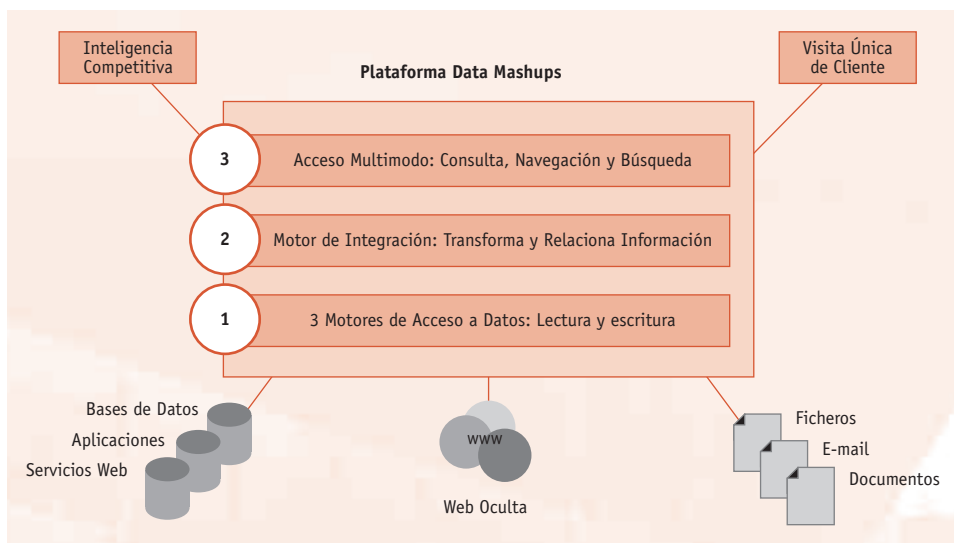 Inteligencia
Competitiva
Visita Única
de Cliente
Plataforma Data Mashups
3
Acceso Multimodo: Consulta, Navegación y Búsqueda
2
Motor de Integración: Transforma y Relaciona Información
1
3 Motores de Acceso a Datos: Lectura y escritura
Bases de Datos
Aplicaciones
Servicios Web
www
Web Oculta
Ficheros
E-mail
Documentos